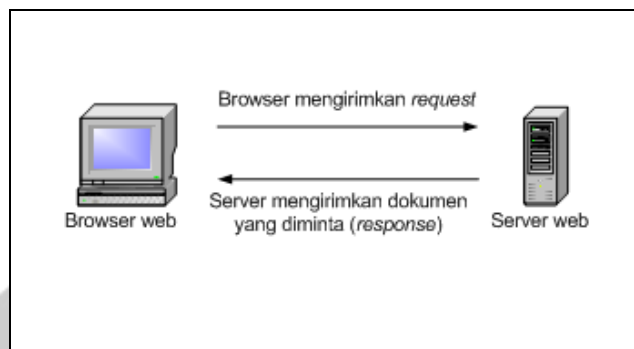 Browser mengirimkan request
Server mengirimkan dokumen
yang diminta (response)
Browser web
Server web